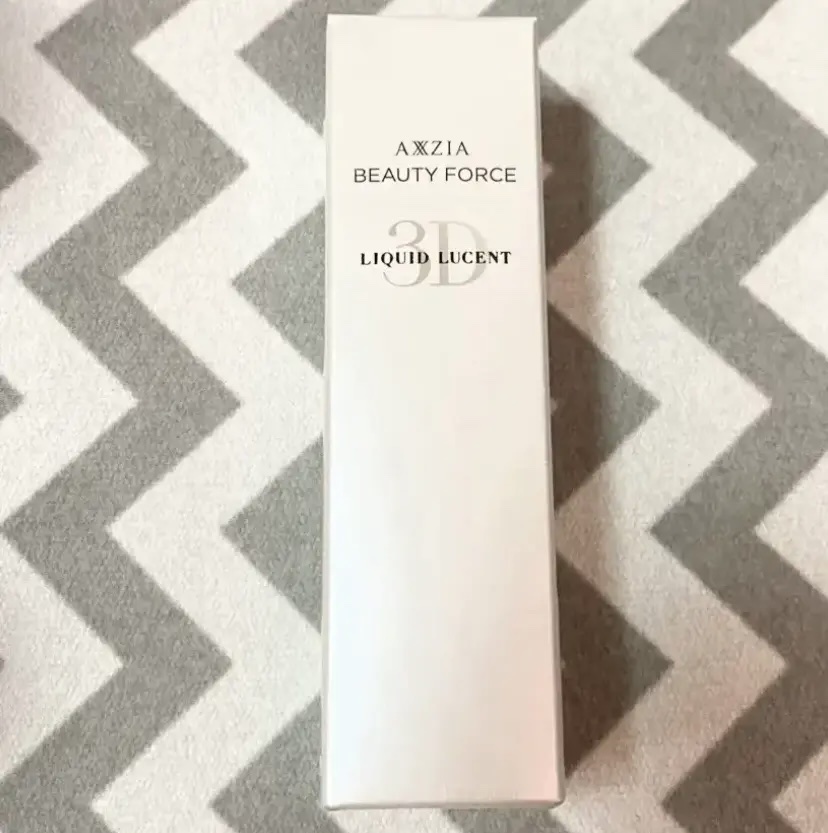 AXXZIA
BEAUTY FORCE
3D
LIQUID LUCENT